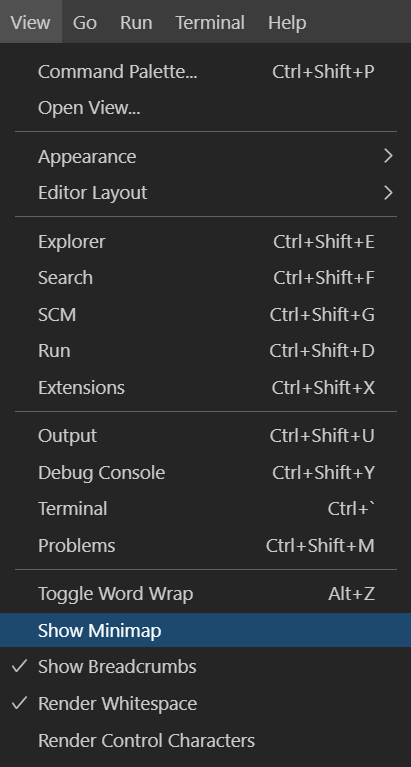 View Go Run Terminal Help
Command Palette... Ctrl+Shift+P
Open View...
Appearance
Editor Layout
Explorer Ctrl+Shift+E
Search Ctrl+Shift+F
SCM Ctrl+Shift+G
Run Ctrl+Shift+D
Extensions Ctrl+Shift+X
Output Ctrl+Shift+U
Debug Console Ctrl+Shift+Y
Terminal Ctrl+`
Problems Ctrl+Shift+M
Toggle Word Wrap Alt+Z
Show Minimap
Show Breadcrumbs
Render Whitespace
Render Control Characters